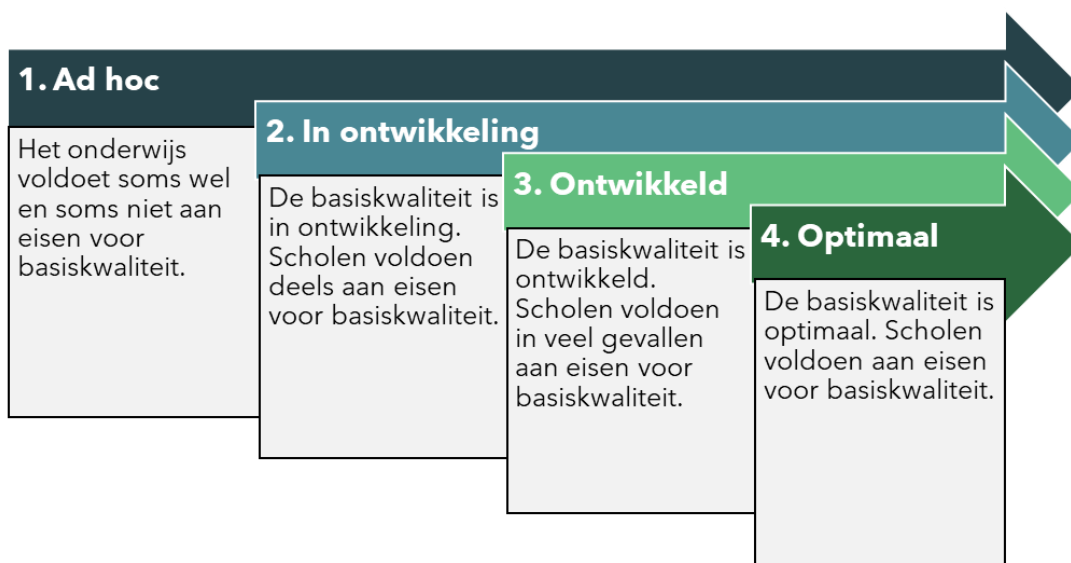 1. Ad hoc
Het onderwijs
voldoet soms wel
en soms niet aan
eisen voor
basiskwaliteit.
2. In ontwikkeling
De basiskwaliteit is
in ontwikkeling.
Scholen voldoen
deels aan eisen
voor basiskwaliteit.
3. Ontwikkeld
De basiskwaliteit is
ontwikkeld.
Scholen voldoen
in veel gevallen
aan eisen voor
basiskwaliteit.
4. Optimaal
De basiskwaliteit is
optimaal. Scholen
voldoen aan eisen
voor basiskwaliteit.